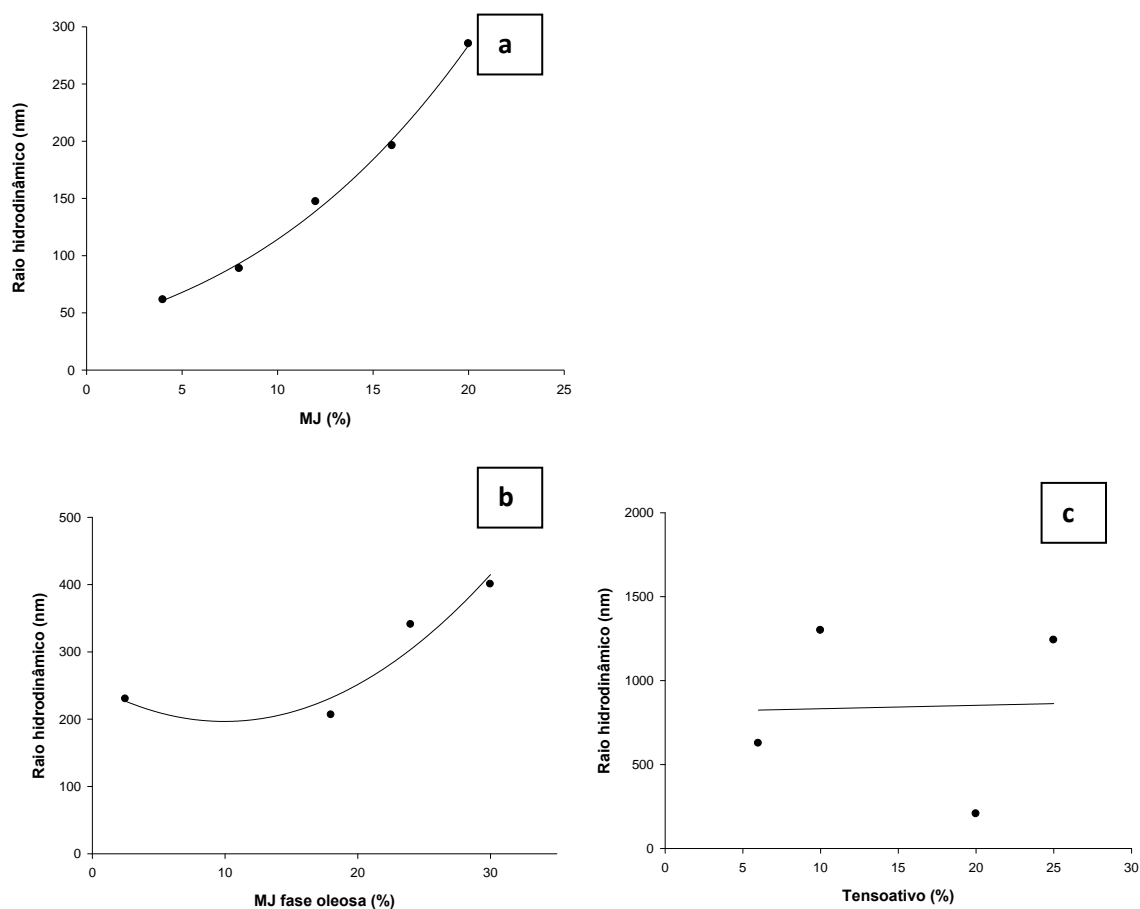 a
300
250
200
150
100
50
0
Raio hidrodinâmico (nm)
0 5 10 15 20 25
MJ (%)
b
500
400
300
200
100
0
Raio hidrodinâmico (nm)
0 10 20 30
MJ fase oleosa (%)
c
2000
1500
1000
500
0
Raio hidrodinâmico (nm)
0 5 10 15 20 25 30
Tensoativo (%)